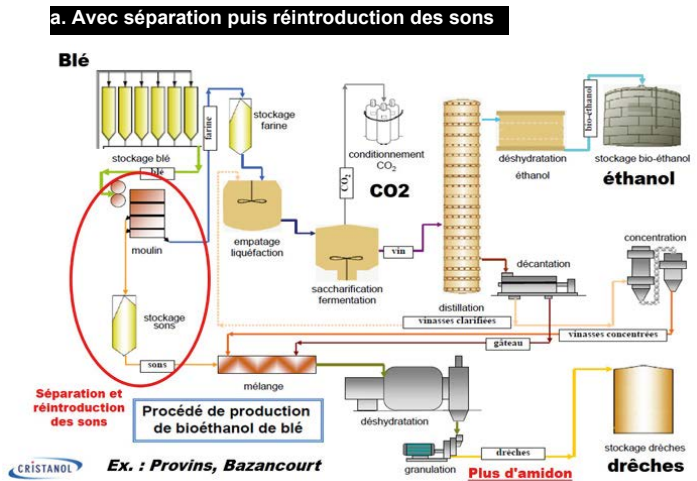 a. Avec séparation puis réintroduction des sons
Blé
stockage blé
blé
farine
stockage
farine
moulin
empatage
liquéfaction
CO2
conditionnement
CO2
CO2
saccharification
fermentation
vin
distillation
déshydratation
éthanol
bio-éthanol
stockage bio-éthanol
éthanol
décantation
concentration
vinasses clarifiées
vinasses concentrées
gâteau
stockage
sons
sons
mélange
Séparation et
réintroduction
des sons
Procédé de production
de bioéthanol de blé
déshydratation
granulation
drèches
Plus d'amidon
stockage drèches
drêches
CRISTANOL
Ex. : Provins, Bazancourt